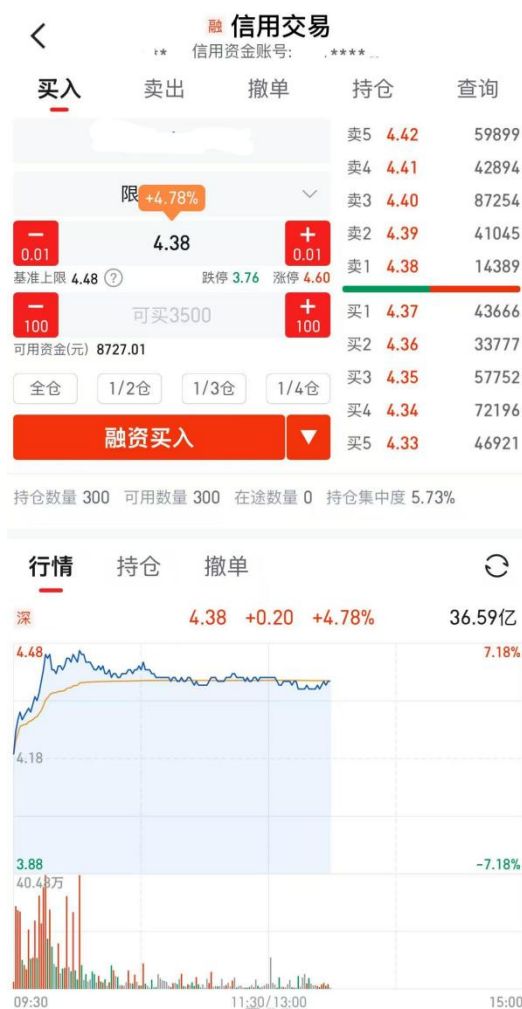 融 信用交易
** 信用资金账号: ****
买入 卖出 撤单 持仓 查询
卖5 4.42 59899
卖4 4.41 42894
限 +4.78%
卖3 4.40 87254
− 0.01 4.38 + 0.01
卖2 4.39 41045
基准上限 4.48 ? 跌停 3.76 涨停 4.60
卖1 4.38 14389
− 100 可买3500 + 100
买1 4.37 43666
可用资金(元) 8727.01
买2 4.36 33777
全仓 1/2仓 1/3仓 1/4仓
买3 4.35 57752
融资买入
买4 4.34 72196
买5 4.33 46921
持仓数量 300 可用数量 300 在途数量 0 持仓集中度 5.73%
行情 持仓 撤单
深 4.38 +0.20 +4.78% 36.59亿
4.48 7.18%
4.18
3.88 -7.18%
40.43万
09:30 11:30/13:00 15:00